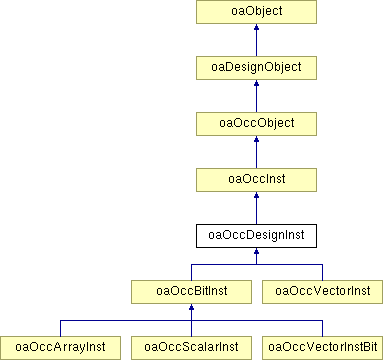 oaObject
oaDesignObject
oaOccObject
oaOccInst
oaOccDesignInst
oaOccBitInst
oaOccVectorInst
oaOccArrayInst
oaOccScalarInst
oaOccVectorInstBit